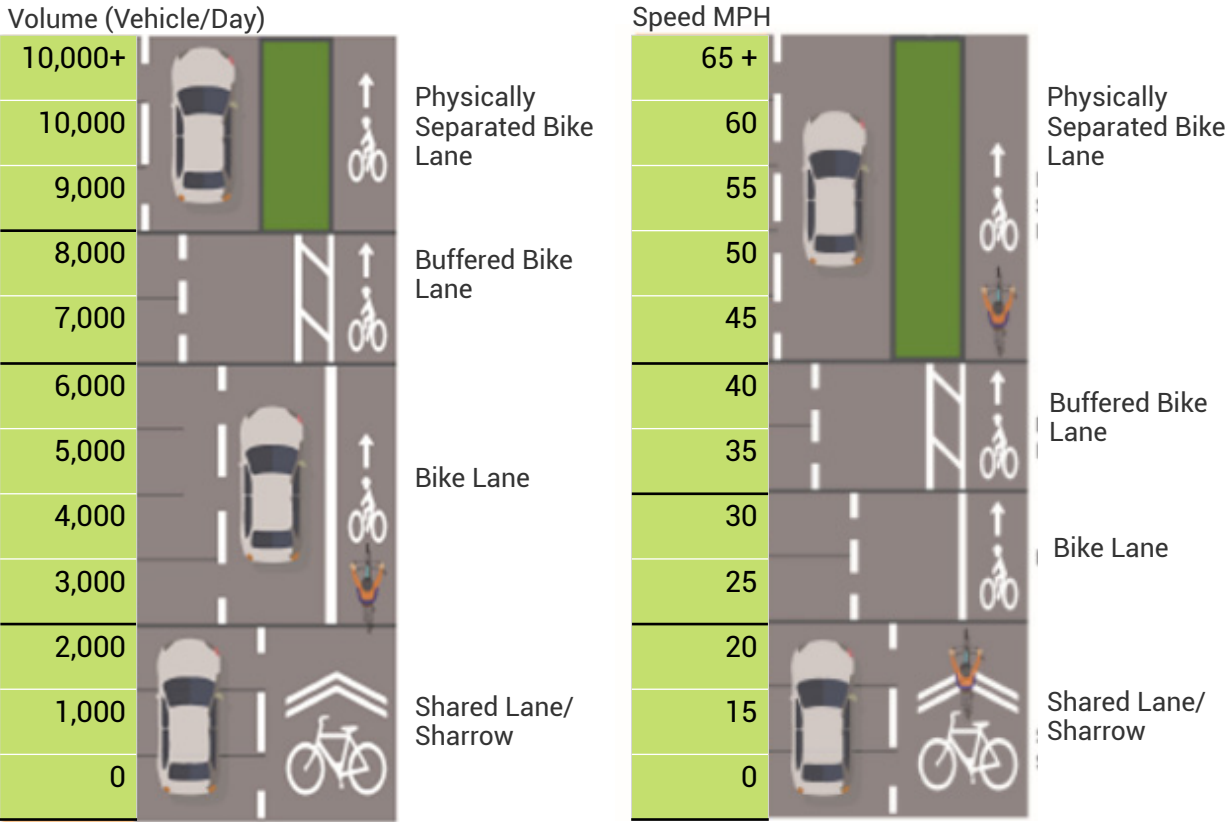 Volume (Vehicle/Day)
10,000+
10,000
9,000
8,000
7,000
6,000
5,000
4,000
3,000
2,000
1,000
0
Physically
Separated Bike
Lane
Buffered Bike
Lane
Bike Lane
Shared Lane/
Sharrow
Speed MPH
65 +
60
55
50
45
40
35
30
25
20
15
0
Physically
Separated Bike
Lane
Buffered Bike
Lane
Bike Lane
Shared Lane/
Sharrow